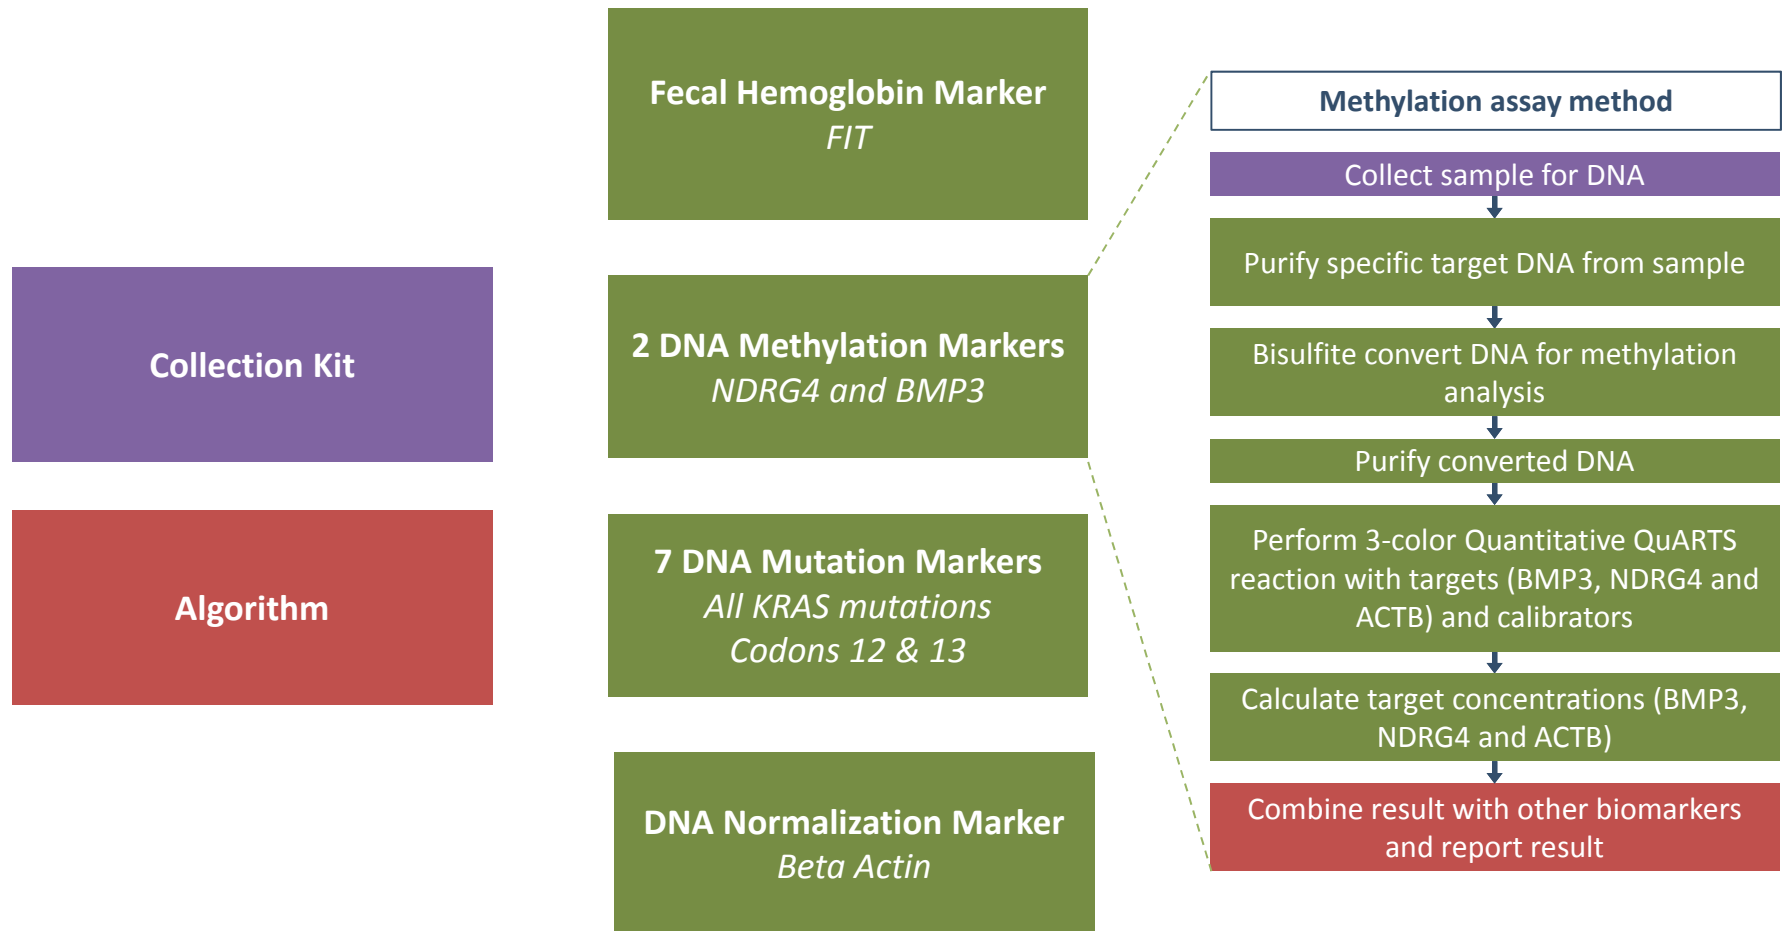 Collection Kit
Algorithm
Fecal Hemoglobin Marker
FIT
2 DNA Methylation Markers
NDRG4 and BMP3
7 DNA Mutation Markers
All KRAS mutations
Codons 12 & 13
DNA Normalization Marker
Beta Actin
Methylation assay method
Collect sample for DNA
Purify specific target DNA from sample
Bisulfite convert DNA for methylation
analysis
Purify converted DNA
Perform 3-color Quantitative QuARTS
reaction with targets (BMP3, NDRG4 and
ACTB) and calibrators
Calculate target concentrations (BMP3,
NDRG4 and ACTB)
Combine result with other biomarkers
and report result